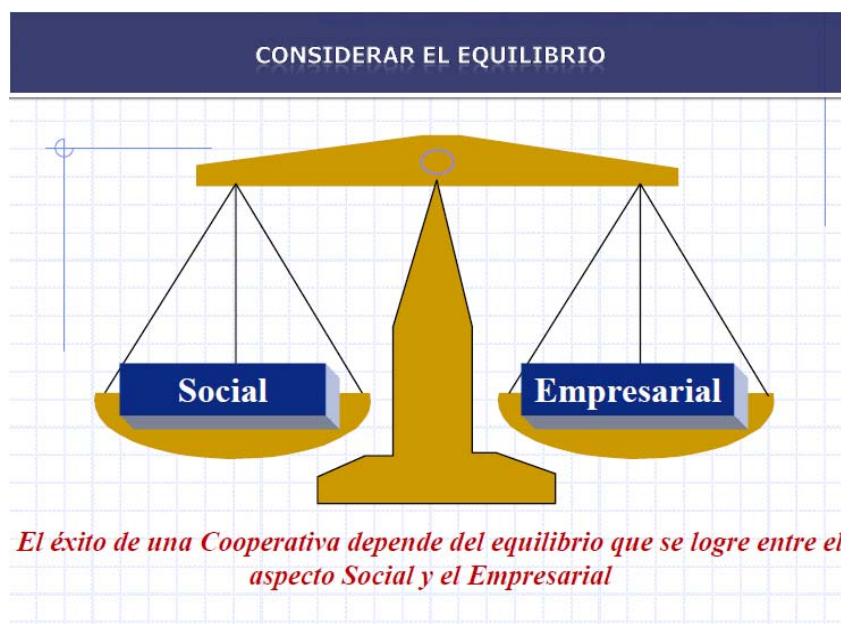 CONSIDERAR EL EQUILIBRIO
Social
Empresarial
El éxito de una Cooperativa depende del equilibrio que se logre entre el
aspecto Social y el Empresarial